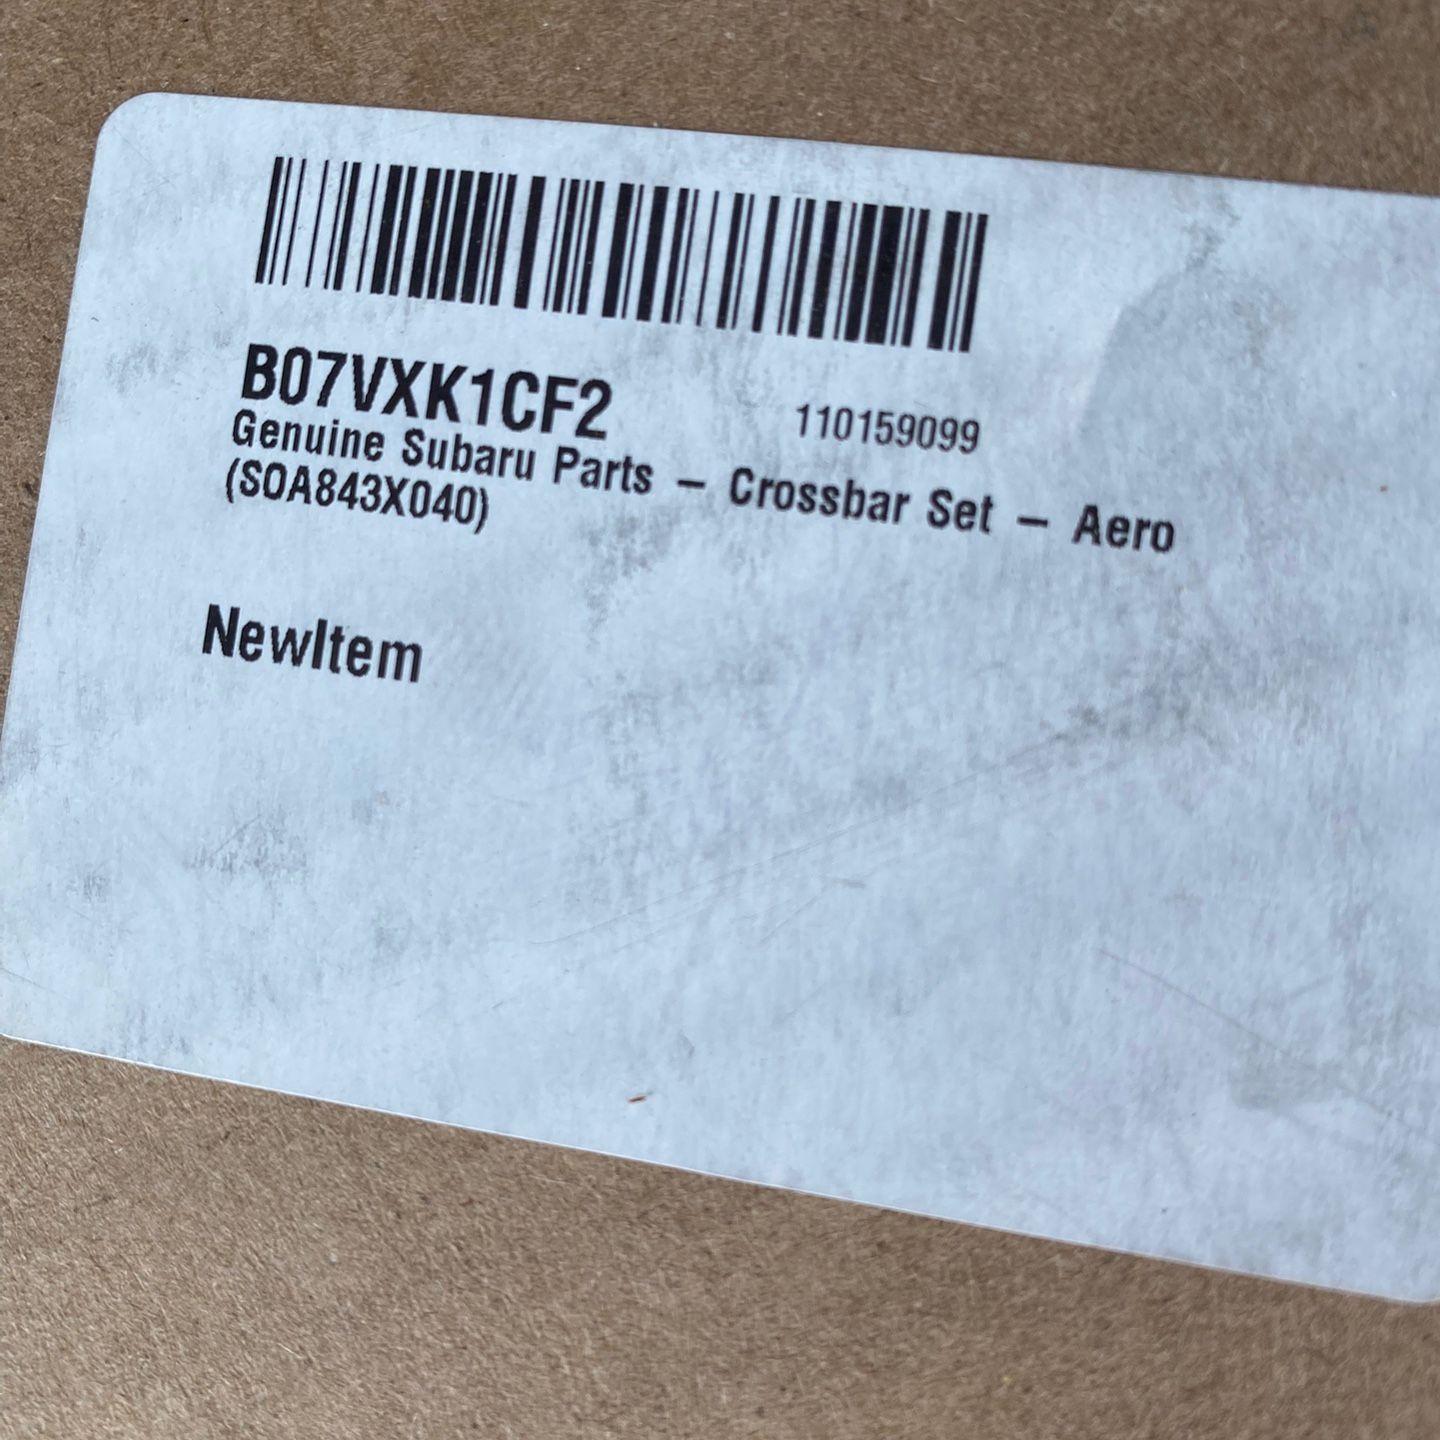 B07VXK1CF2 110159099
Genuine Subaru Parts – Crossbar Set – Aero
(SOA843X040)
NewItem